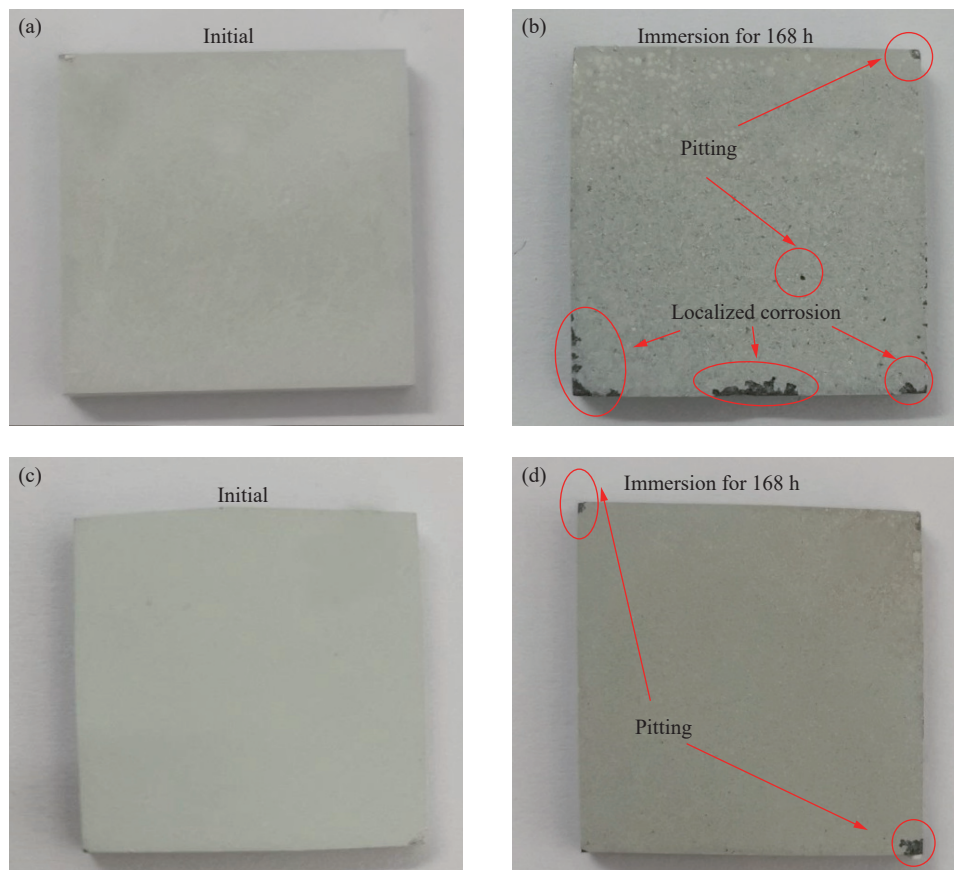 (a)
Initial
(b)
Immersion for 168 h
Pitting
Localized corrosion
(c)
Initial
(d)
Immersion for 168 h
Pitting